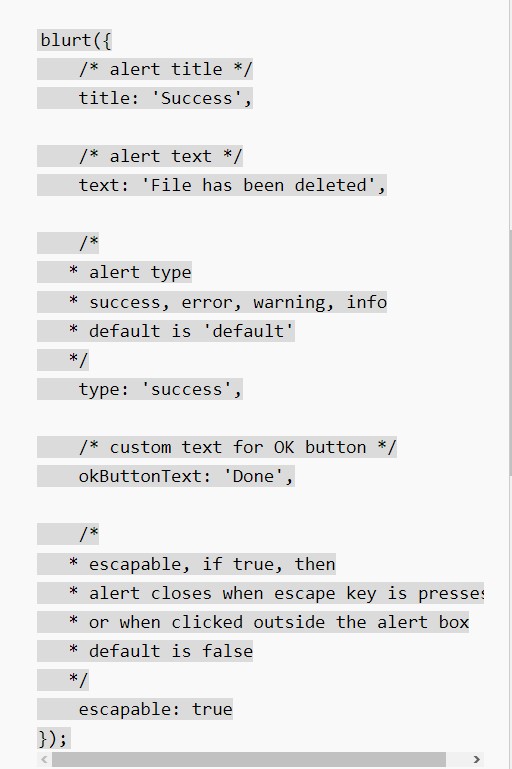 blurt({
/* alert title */
title: 'Success',
/* alert text */
text: 'File has been deleted',
/*
* alert type
* success, error, warning, info
* default is 'default'
*/
type: 'success',
/* custom text for OK button */
okButtonText: 'Done',
/*
* escapable, if true, then
* alert closes when escape key is presses
* or when clicked outside the alert box
* default is false
*/
escapable: true
});